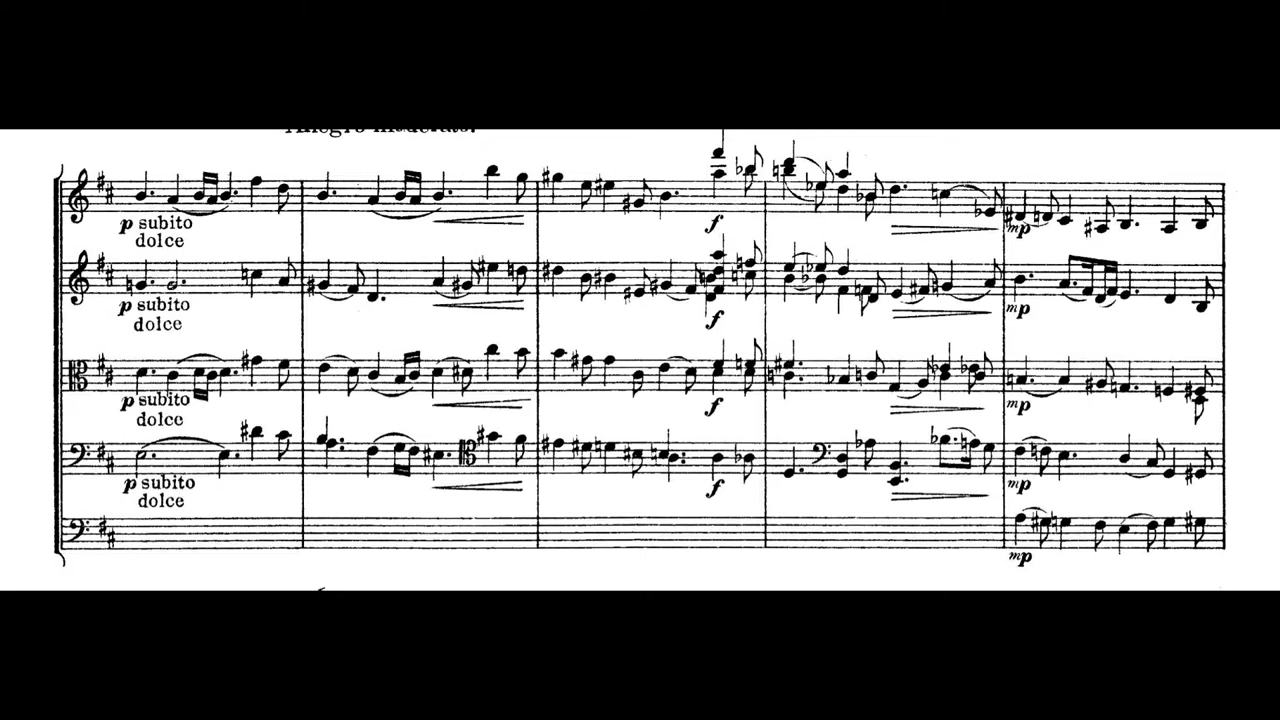 Allegro moderato.
p subito
dolce
f
mp
p subito
dolce
f
mp
p subito
dolce
f
mp
p subito
dolce
f
mp
mp